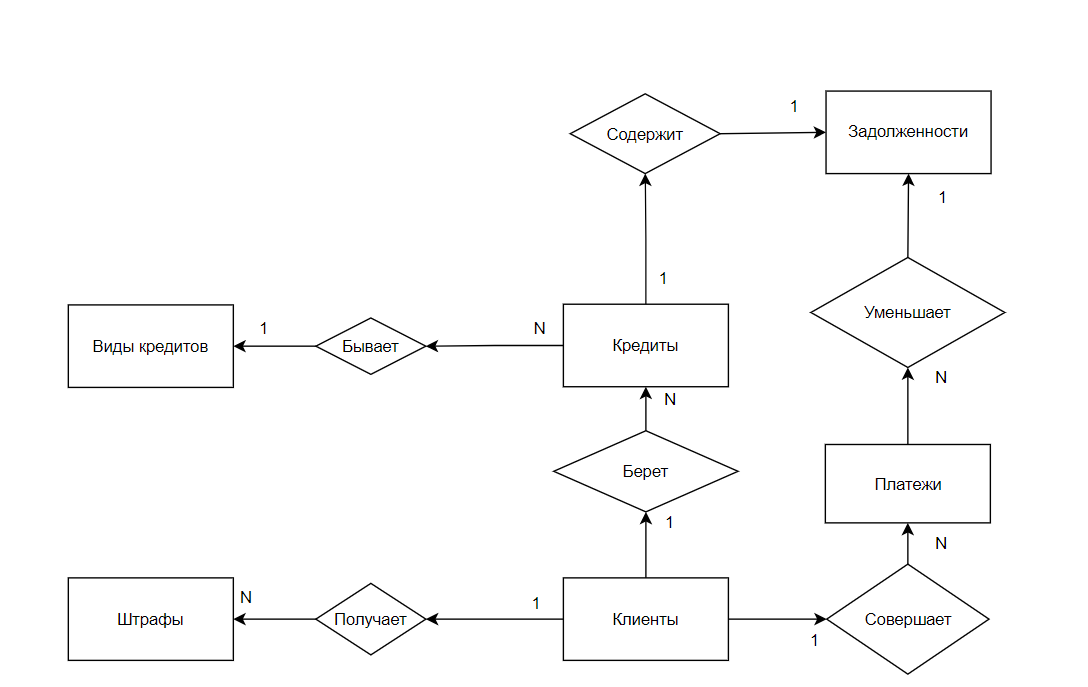 1
Содержит
Задолженности
1
1
Уменьшает
1
N
Виды кредитов
Бывает
Кредиты
N
N
Берет
Платежи
1
N
N
1
Штрафы
Получает
Клиенты
Совершает
1